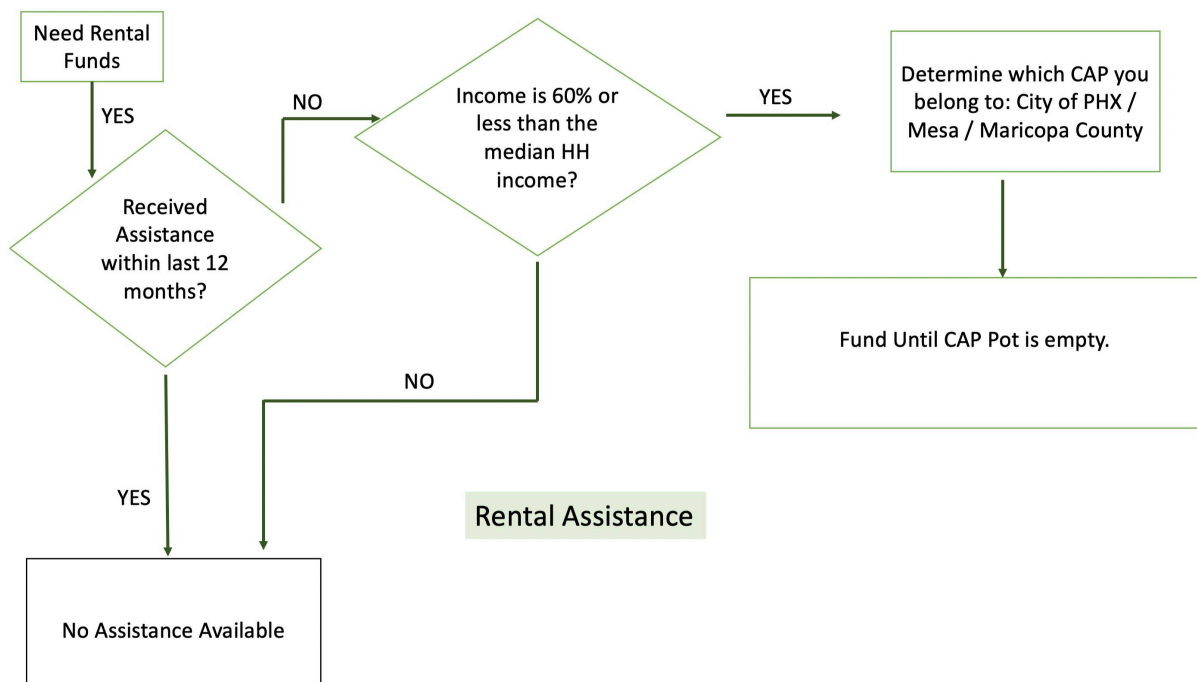 Need Rental
Funds
YES
Received
Assistance
within last 12
months?
NO
Income is 60% or
less than the
median HH
income?
YES
Determine which CAP you
belong to: City of PHX /
Mesa / Maricopa County
Fund Until CAP Pot is empty.
NO
YES
Rental Assistance
No Assistance Available